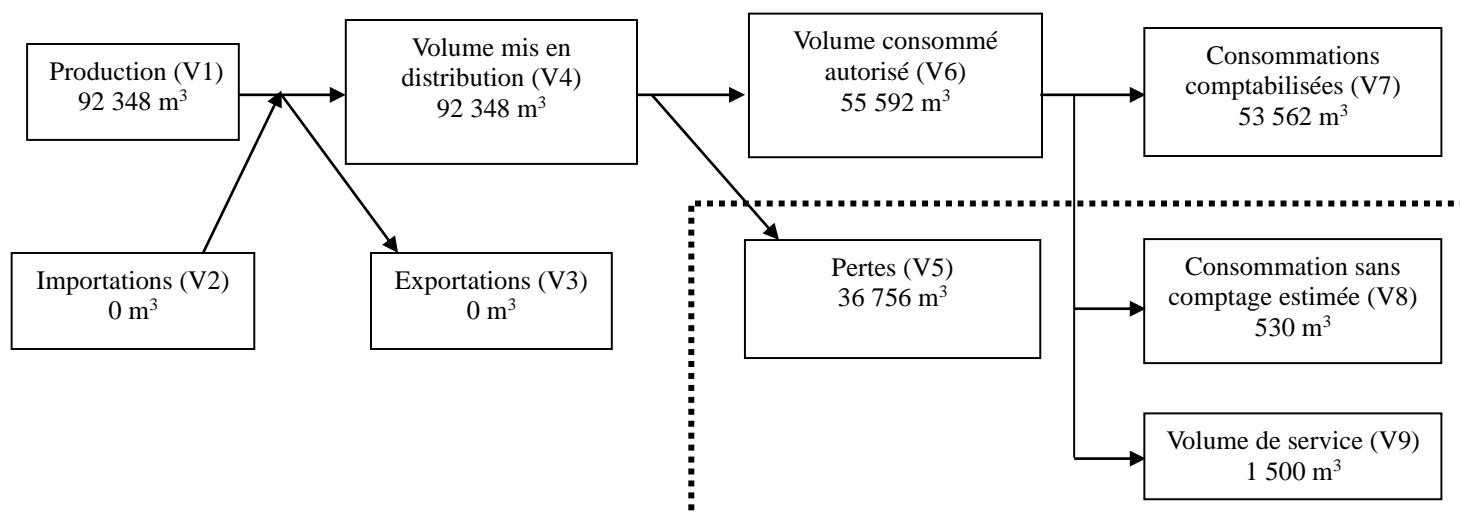 Production (V1)
92 348 m³
Volume mis en
distribution (V4)
92 348 m³
Volume consommé
autorisé (V6)
55 592 m³
Consommations
comptabilisées (V7)
53 562 m³
Importations (V2)
0 m³
Exportations (V3)
0 m³
Pertes (V5)
36 756 m³
Consommation sans
comptage estimée (V8)
530 m³
Volume de service (V9)
1 500 m³